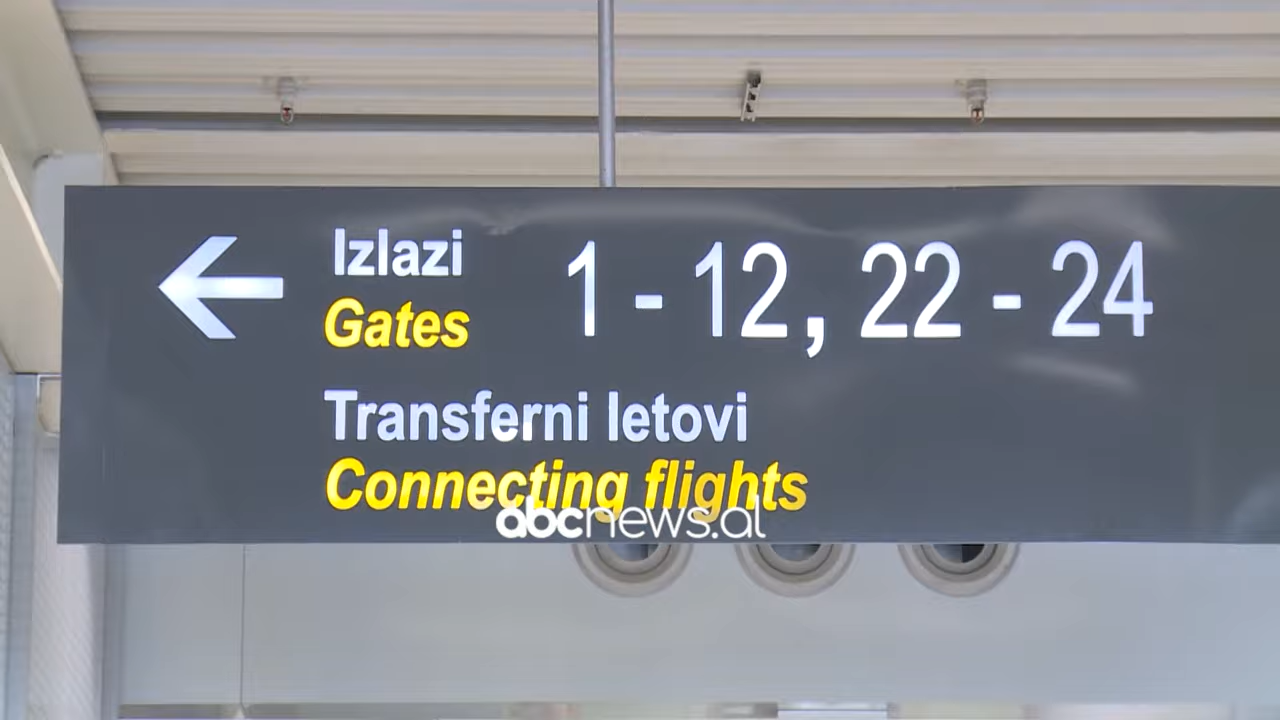 Izlazi 1 - 12, 22 - 24
Gates
Transferni letovi
Connecting flights
abcnews.al